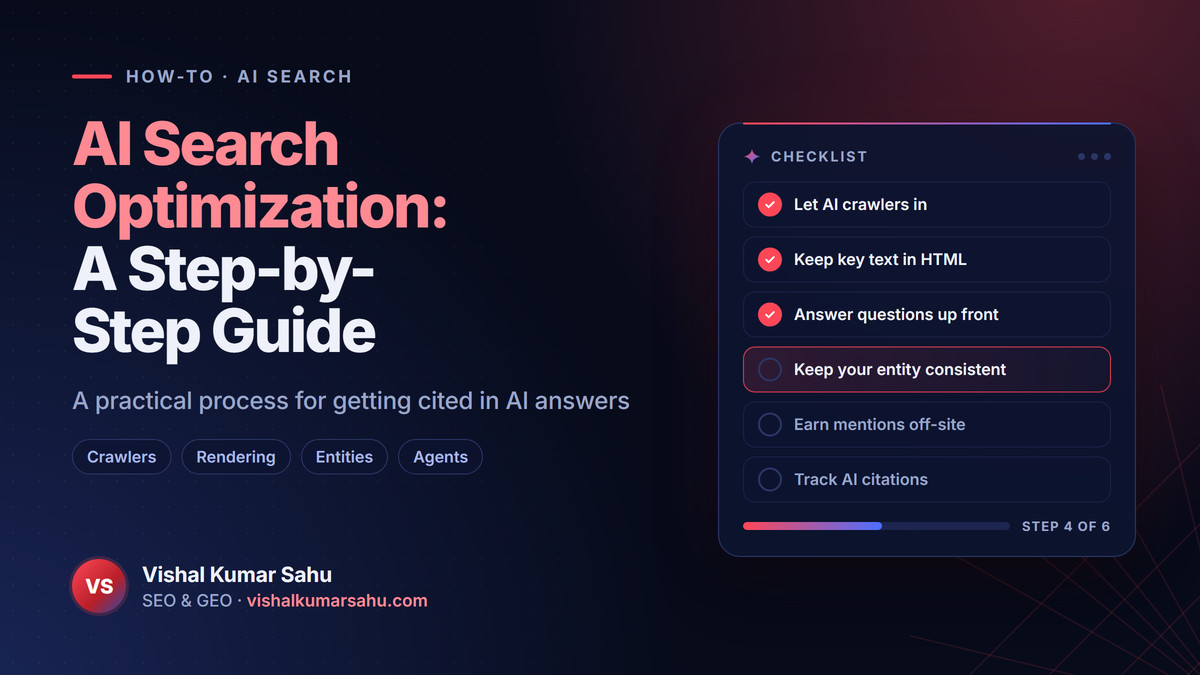 HOW-TO · AI SEARCH
AI Search
Optimization:
A Step-by-
Step Guide
A practical process for getting cited in AI answers
Crawlers
Rendering
Entities
Agents
VS
Vishal Kumar Sahu
SEO & GEO · vishalkumarsahu.com
CHECKLIST
Let AI crawlers in
Keep key text in HTML
Answer questions up front
Keep your entity consistent
Earn mentions off-site
Track AI citations
STEP 4 OF 6